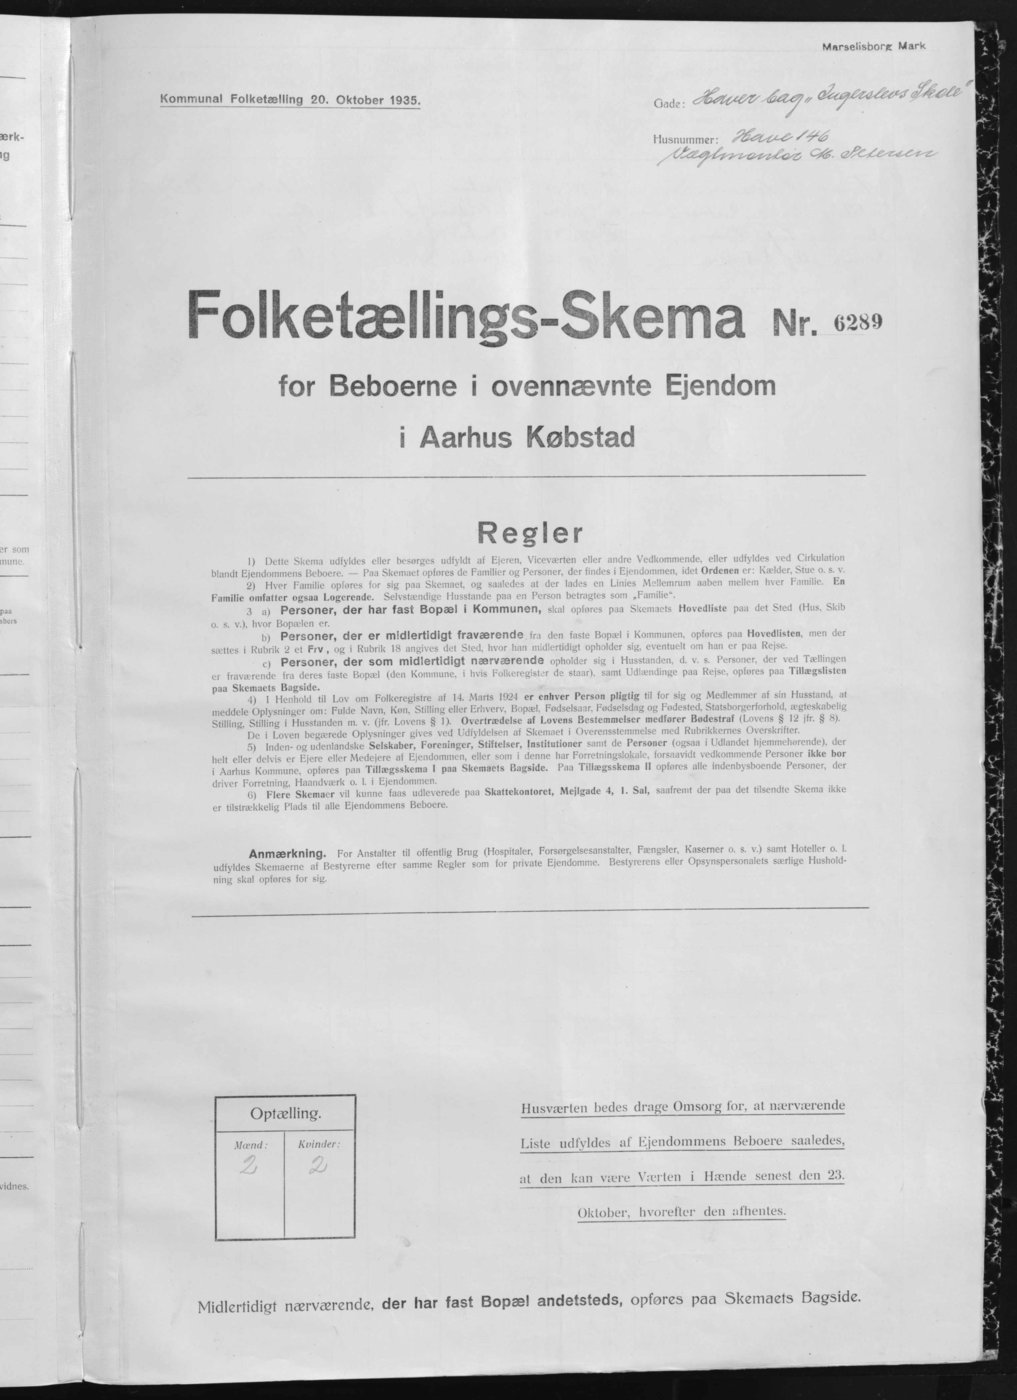 Marselisborg Mark
Kommunal Folketælling 20. Oktober 1935.
Gade: Haver bag „Ingerslevs Skole"
Husnummer: Have 146
M. Petersen
Folketællings-Skema Nr. 6289
for Beboerne i ovennævnte Ejendom
i Aarhus Købstad
Regler
1) Dette Skema udfyldes eller besørges udfyldt af Ejeren, Viceværten eller andre Vedkommende, eller udfyldes ved Cirkulation
blandt Ejendommens Beboere. — Paa Skemaet opføres de Familier og Personer, der findes i Ejendommen, idet Ordenen er: Kælder, Stue o. s. v.
2) Hver Familie opføres for sig paa Skemaet, og saaledes at der lades en Linies Mellemrum aaben mellem hver Familie. En
Familie omfatter ogsaa Logerende. Selvstændige Husstande paa en Person betragtes som „Familie“.
3 a) Personer, der har fast Bopæl i Kommunen, skal opføres paa Skemaets Hovedliste paa det Sted (Hus, Skib
o. s. v.), hvor Bopælen er.
b) Personer, der er midlertidigt fraværende fra den faste Bopæl i Kommunen, opføres paa Hovedlisten, men der
sættes i Rubrik 2 et Frv, og i Rubrik 18 angives det Sted, hvor han midlertidigt opholder sig, eventuelt om han er paa Rejse.
c) Personer, der som midlertidigt nærværende opholder sig i Husstanden, d. v. s. Personer, der ved Tællingen
er fraværende fra deres faste Bopæl (den Kommune, i hvis Folkeregister de staar), samt Udlændinge paa Rejse, opføres paa Tillægslisten
paa Skemaets Bagside.
4) I Henhold til Lov om Folkeregistre af 14. Marts 1924 er enhver Person pligtig til for sig og Medlemmer af sin Husstand, at
meddele Oplysninger om: Fulde Navn, Køn, Stilling eller Erhverv, Bopæl, Fødselsaar, Fødselsdag og Fødested, Statsborgerforhold, ægteskabelig
Stilling, Stilling i Husstanden m. v. (jfr. Lovens § 1). Overtrædelse af Lovens Bestemmelser medfører Bødestraf (Lovens § 12 jfr. § 8).
De i Loven begærede Oplysninger gives ved Udfyldelsen af Skemaet i Overensstemmelse med Rubrikkernes Overskrifter.
5) Inden- og udenlandske Selskaber, Foreninger, Stiftelser, Institutioner samt de Personer (ogsaa i Udlandet hjemmehørende), der
helt eller delvis er Ejere eller Medejere af Ejendommen, eller som i denne har Forretningslokale, forsaavidt vedkommende Personer ikke bor
i Aarhus Kommune, opføres paa Tillægsskema I paa Skemaets Bagside. Paa Tillægsskema II opføres alle indenbysboende Personer, der
driver Forretning, Haandværk o. l. i Ejendommen.
6) Flere Skemaer vil kunne faas udleverede paa Skattekontoret, Mejlgade 4, 1. Sal, saafremt der paa det tilsendte Skema ikke
er tilstrækkelig Plads til alle Ejendommens Beboere.
Anmærkning. For Anstalter til offentlig Brug (Hospitaler, Forsørgelsesanstalter, Fængsler, Kaserner o. s. v.) samt Hoteller o. l.
udfyldes Skemaerne af Bestyrerne efter samme Regler som for private Ejendomme. Bestyrerens eller Opsynspersonalets særlige Hushold-
ning skal opføres for sig.
Optælling.
Mænd: Kvinder:
2 2
Husværten bedes drage Omsorg for, at nærværende
Liste udfyldes af Ejendommens Beboere saaledes,
at den kan være Værten i Hænde senest den 23.
Oktober, hvorefter den afhentes.
Midlertidigt nærværende, der har fast Bopæl andetsteds, opføres paa Skemaets Bagside.